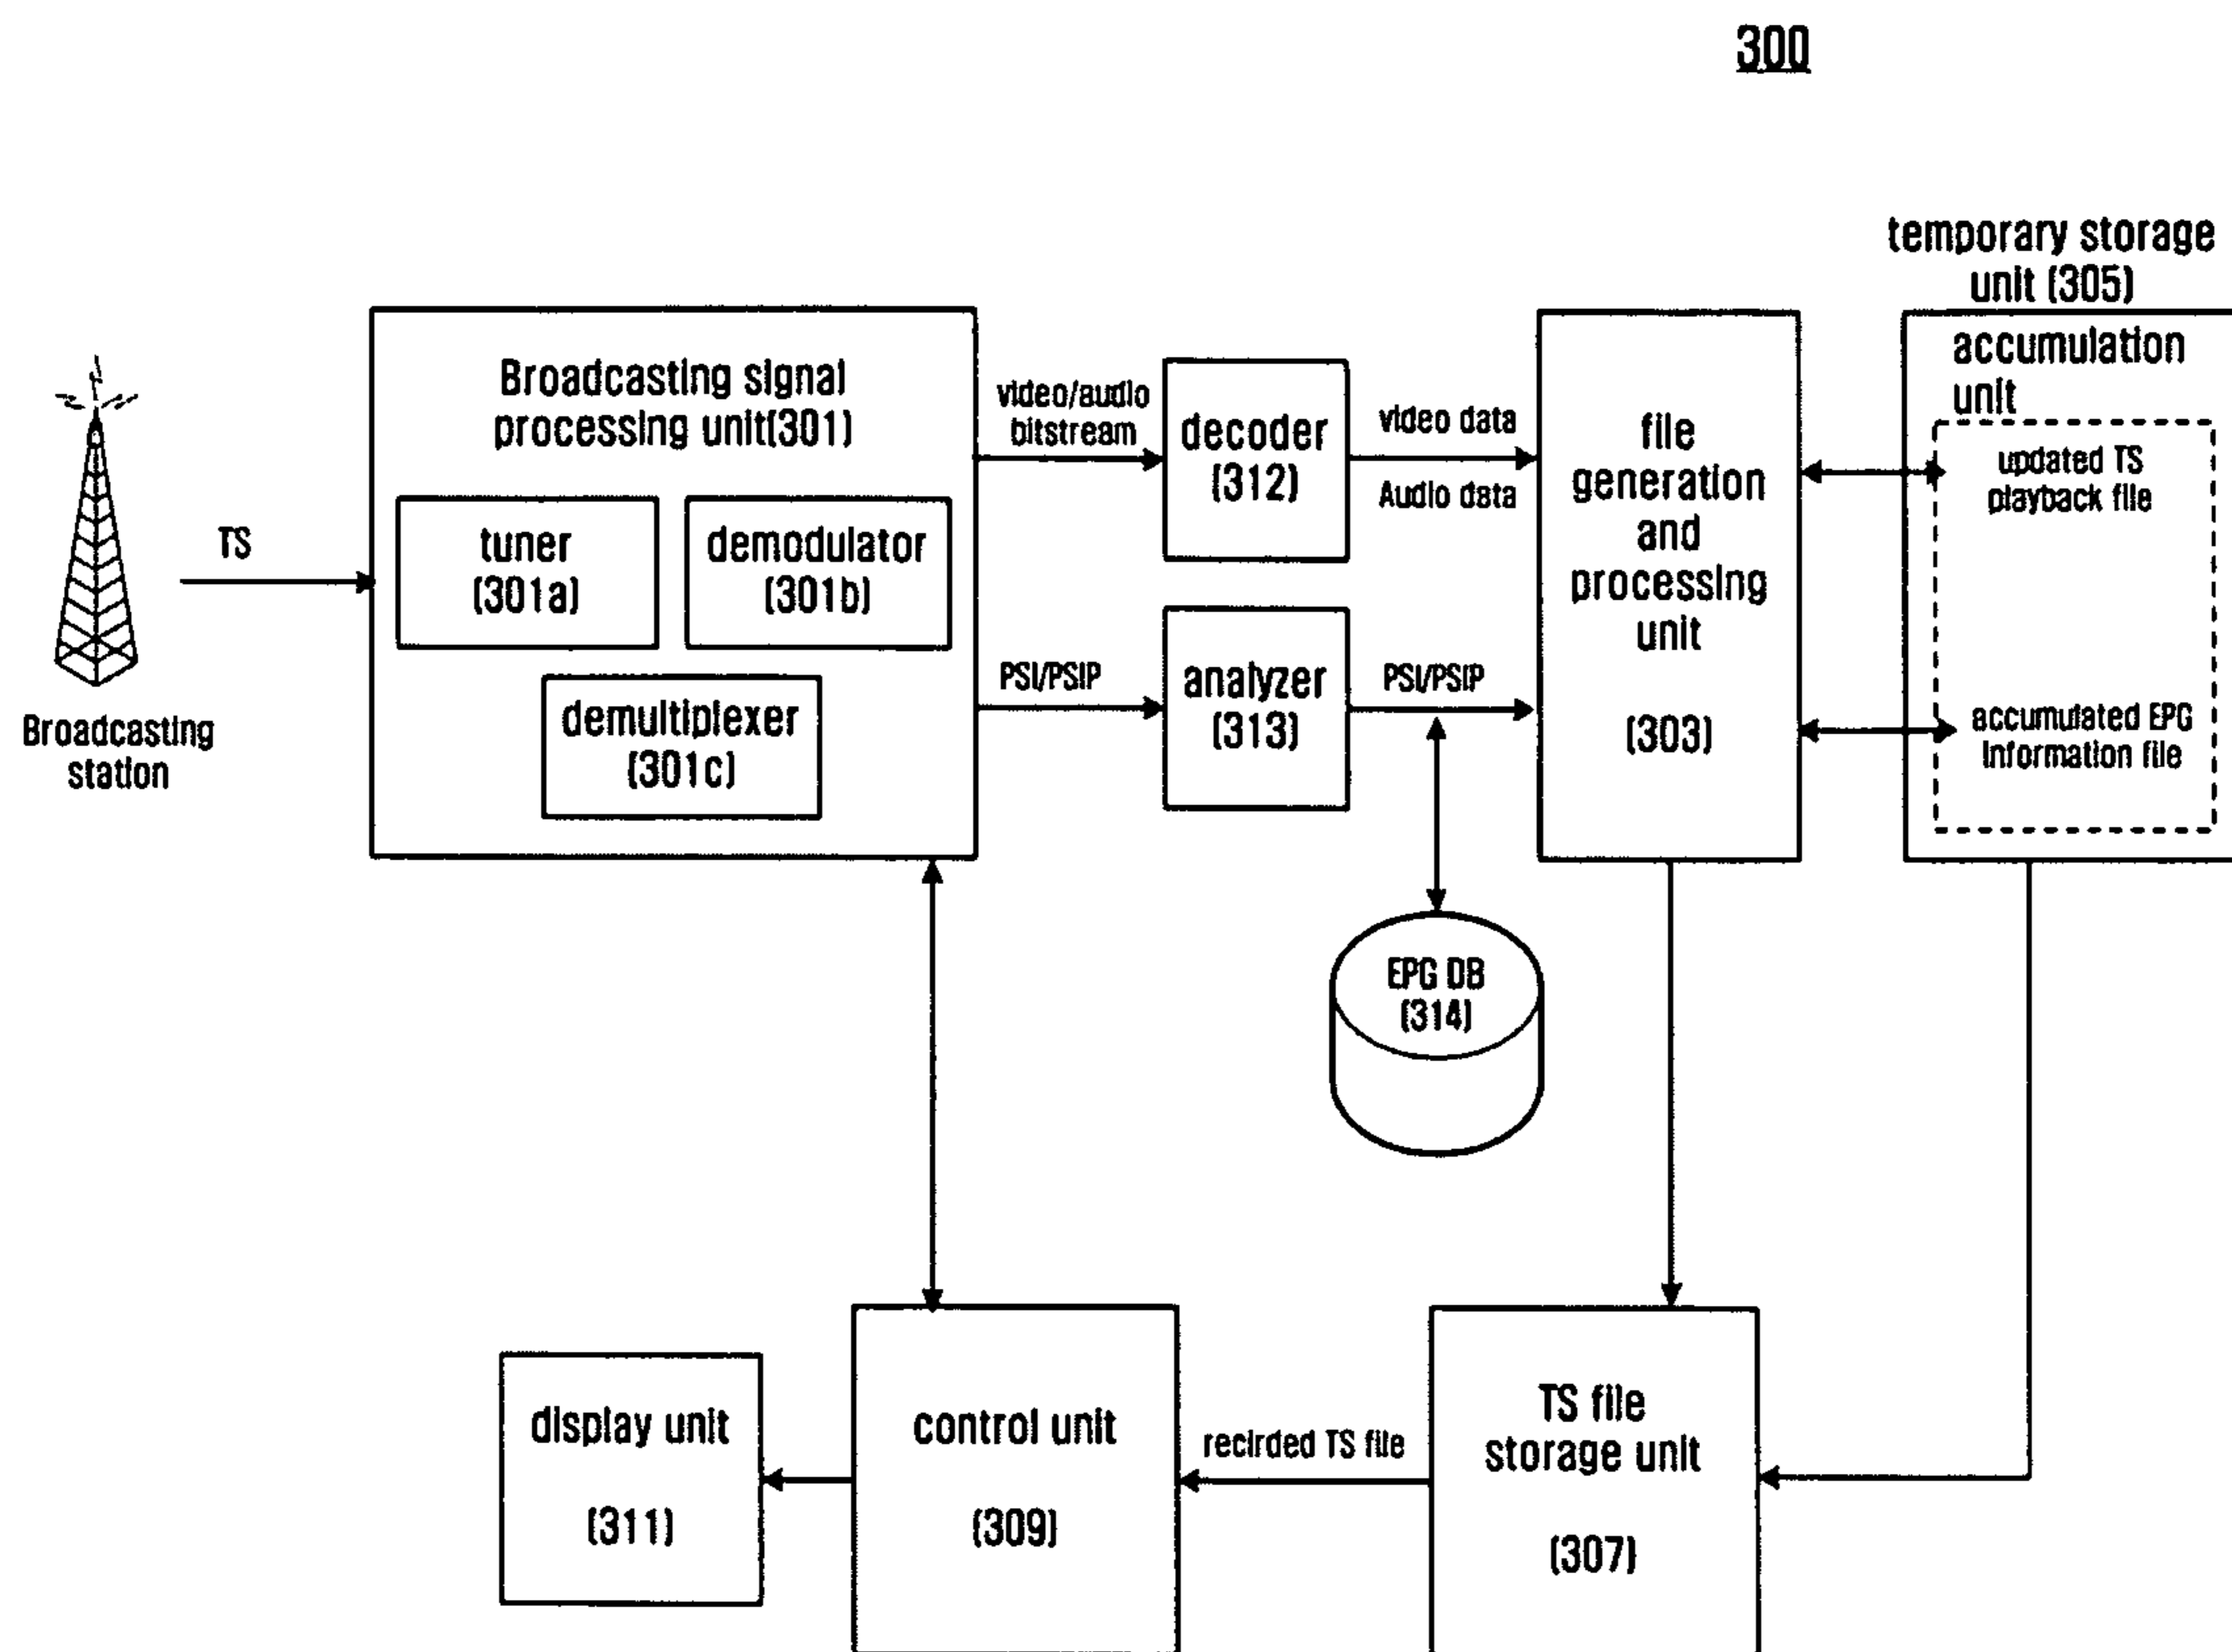 300
temporary storage
unit (305)
accumulation
unit
updated TS
playback file
accumulated EPG
information file
Broadcasting signal
processing unit(301)
tuner
(301a)
demodulator
(301b)
demultiplexer
(301c)
TS
Broadcasting
station
video/audio
bitstream
decoder
(312)
video data
Audio data
PSI/PSIP
analyzer
(313)
PSI/PSIP
file
generation
and
processing
unit
(303)
EPG DB
(314)
display unit
(311)
control unit
(309)
recirded TS file
TS file
storage unit
(307)